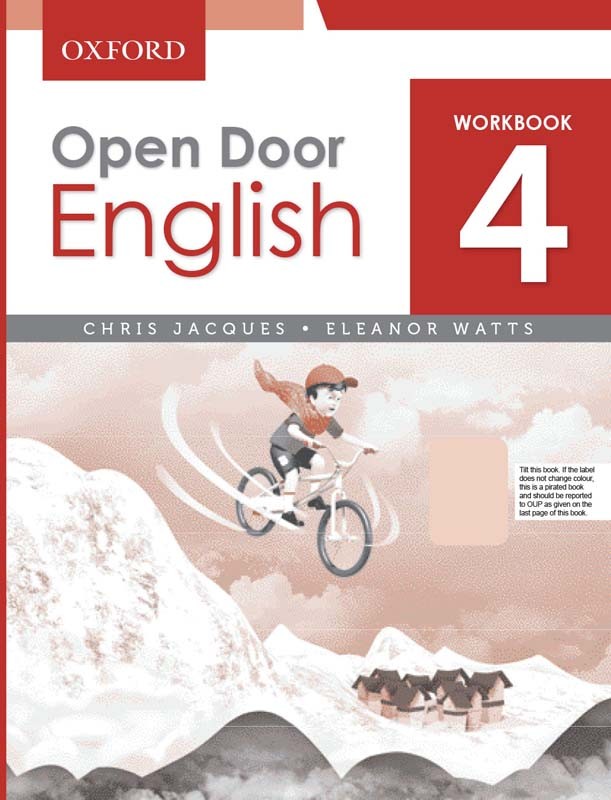 OXFORD
Open Door
English
WORKBOOK
4
CHRIS JACQUES • ELEANOR WATTS
Tilt this book. If the label
does not change colour,
this is a pirated book
and should be reported
to OUP as given on the
last page of this book.